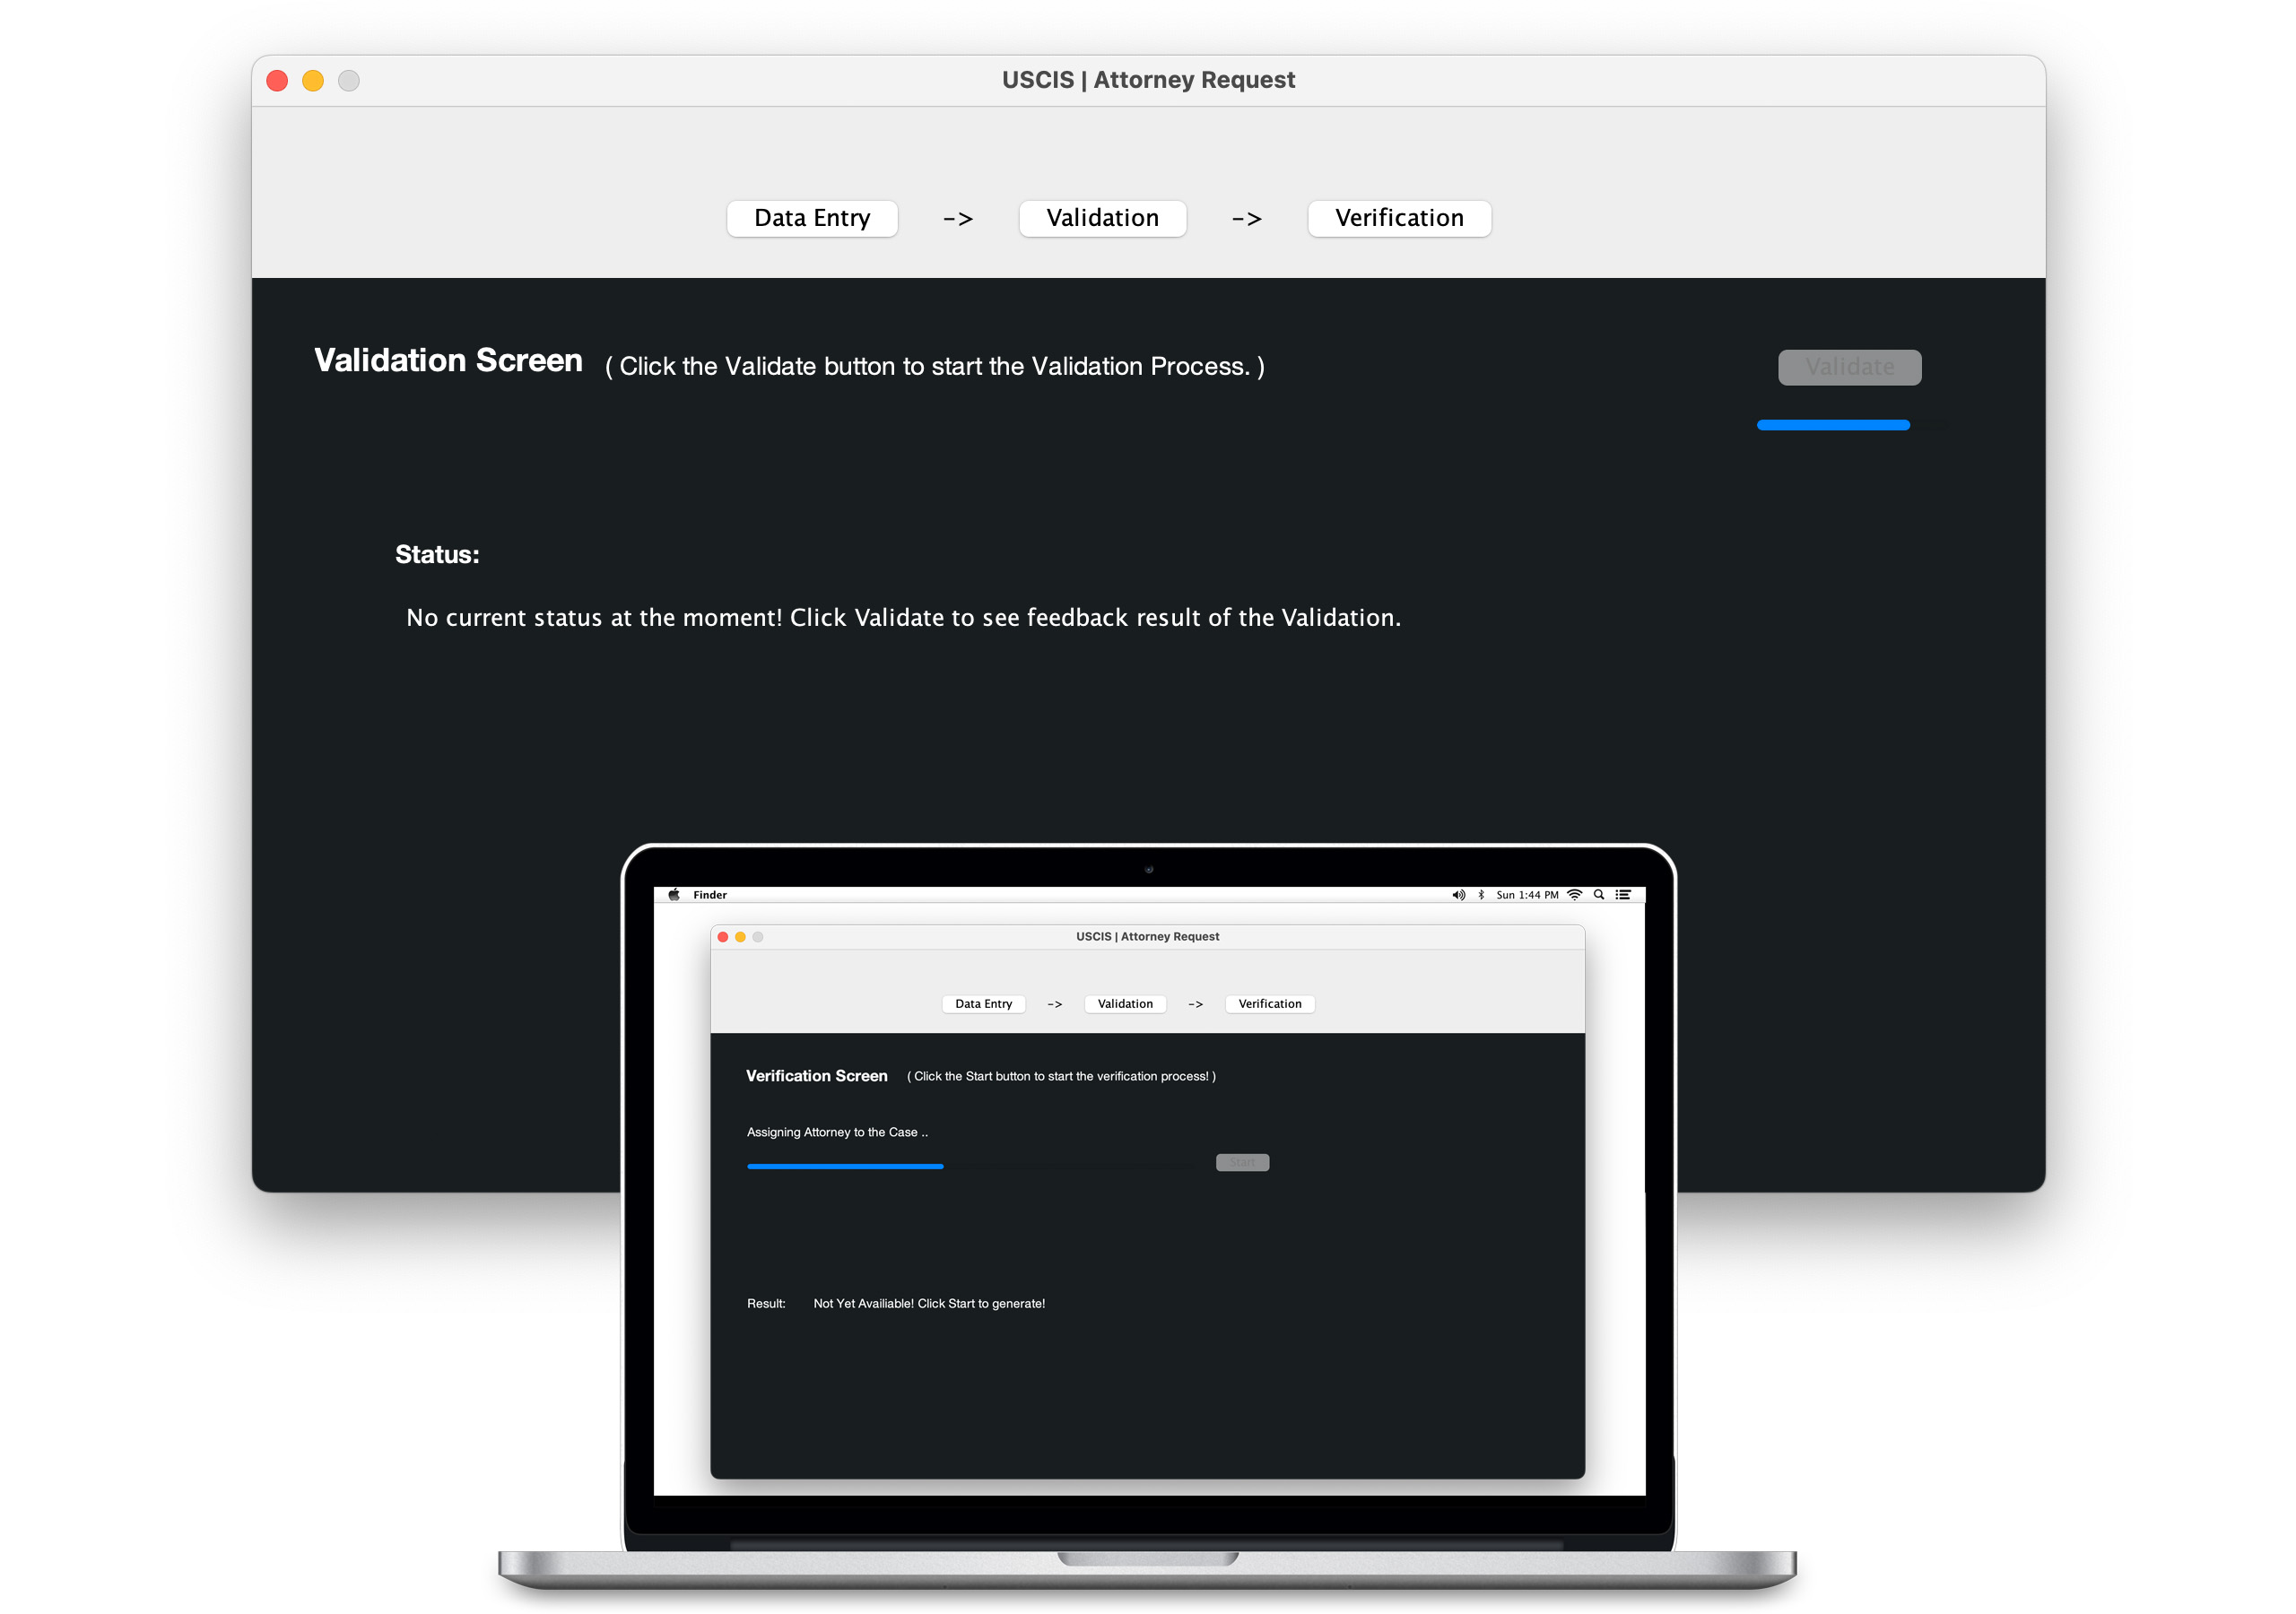 USCIS | Attorney Request
Data Entry -> Validation -> Verification
Validation Screen ( Click the Validate button to start the Validation Process. ) Validate
Status:
No current status at the moment! Click Validate to see feedback result of the Validation.
Finder Sun 1:44 PM
USCIS | Attorney Request
Data Entry -> Validation -> Verification
Verification Screen ( Click the Start button to start the verification process! )
Assigning Attorney to the Case ..
Start
Result: Not Yet Availiable! Click Start to generate!